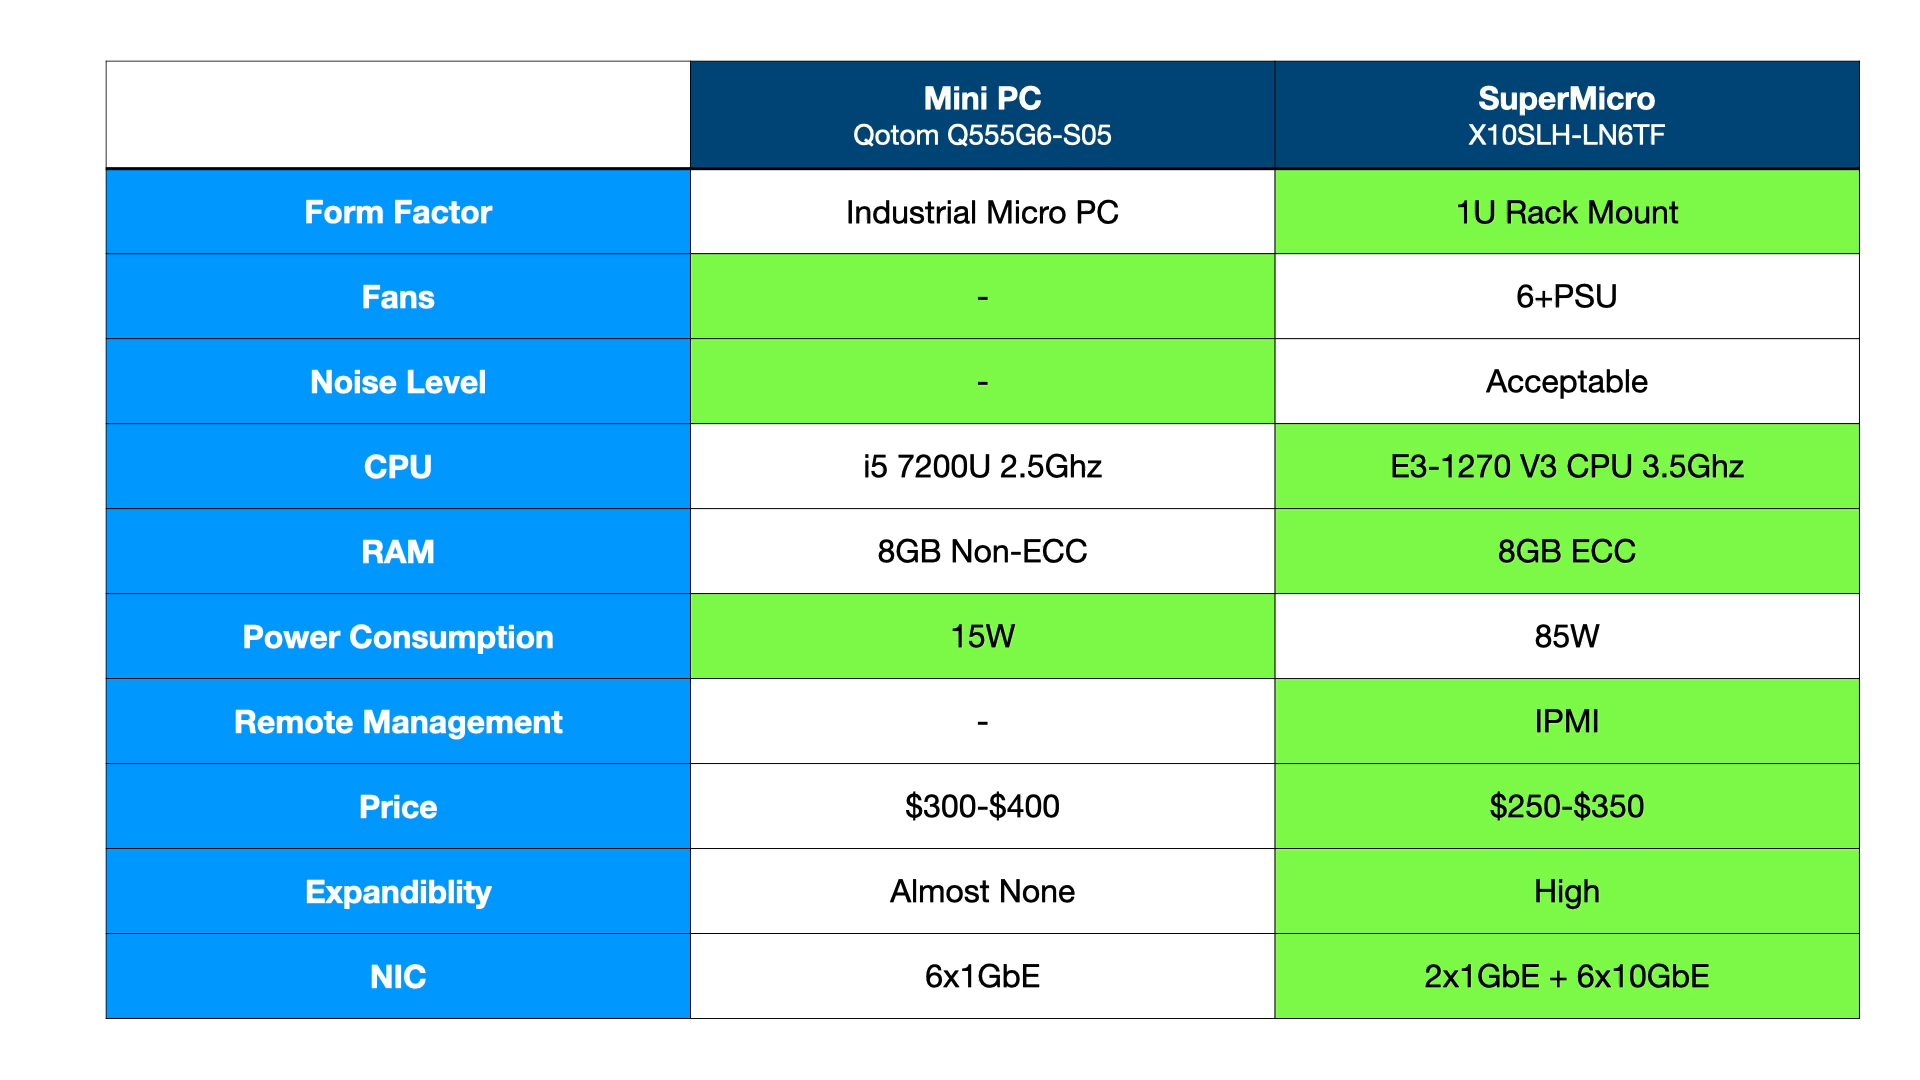 Mini PC
Qotom Q555G6-S05
SuperMicro
X10SLH-LN6TF
Form Factor
Industrial Micro PC
1U Rack Mount
Fans
-
6+PSU
Noise Level
-
Acceptable
CPU
i5 7200U 2.5Ghz
E3-1270 V3 CPU 3.5Ghz
RAM
8GB Non-ECC
8GB ECC
Power Consumption
15W
85W
Remote Management
-
IPMI
Price
$300-$400
$250-$350
Expandiblity
Almost None
High
NIC
6x1GbE
2x1GbE + 6x10GbE